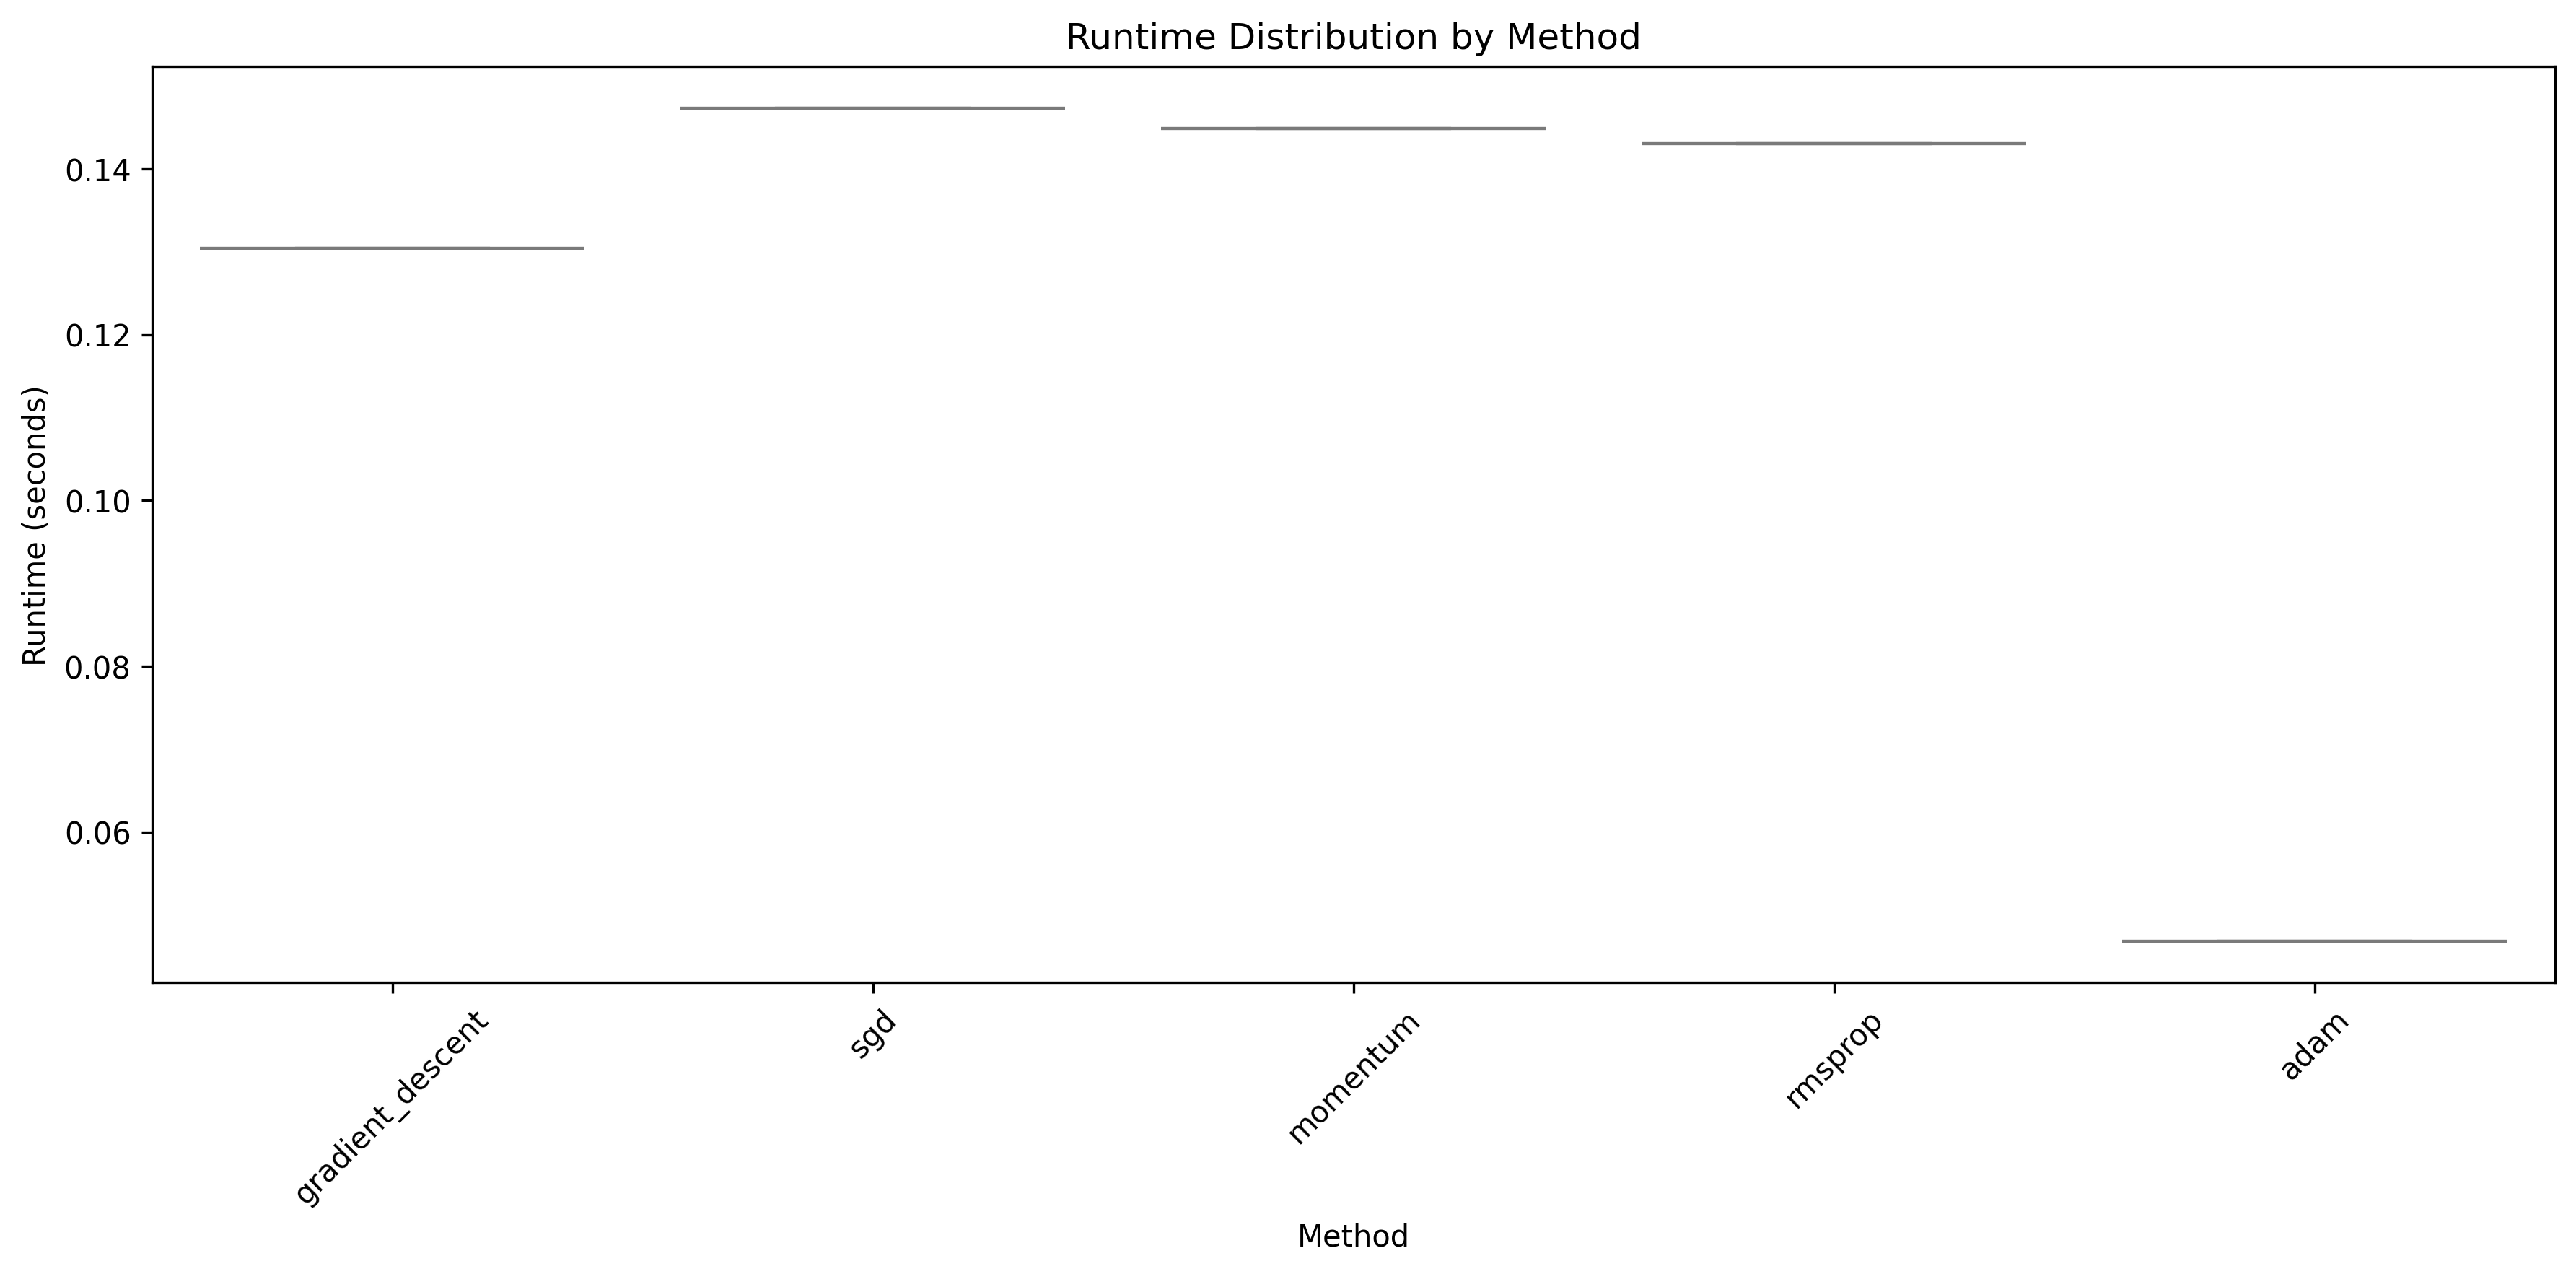 Runtime Distribution by Method
Runtime (seconds)
0.14
0.12
0.10
0.08
0.06
gradient_descent
sgd
momentum
rmsprop
adam
Method